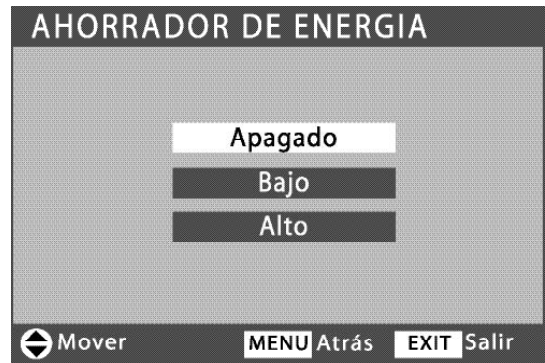 AHORRADOR DE ENERGIA
Apagado
Bajo
Alto
Mover MENU Atrás EXIT Salir